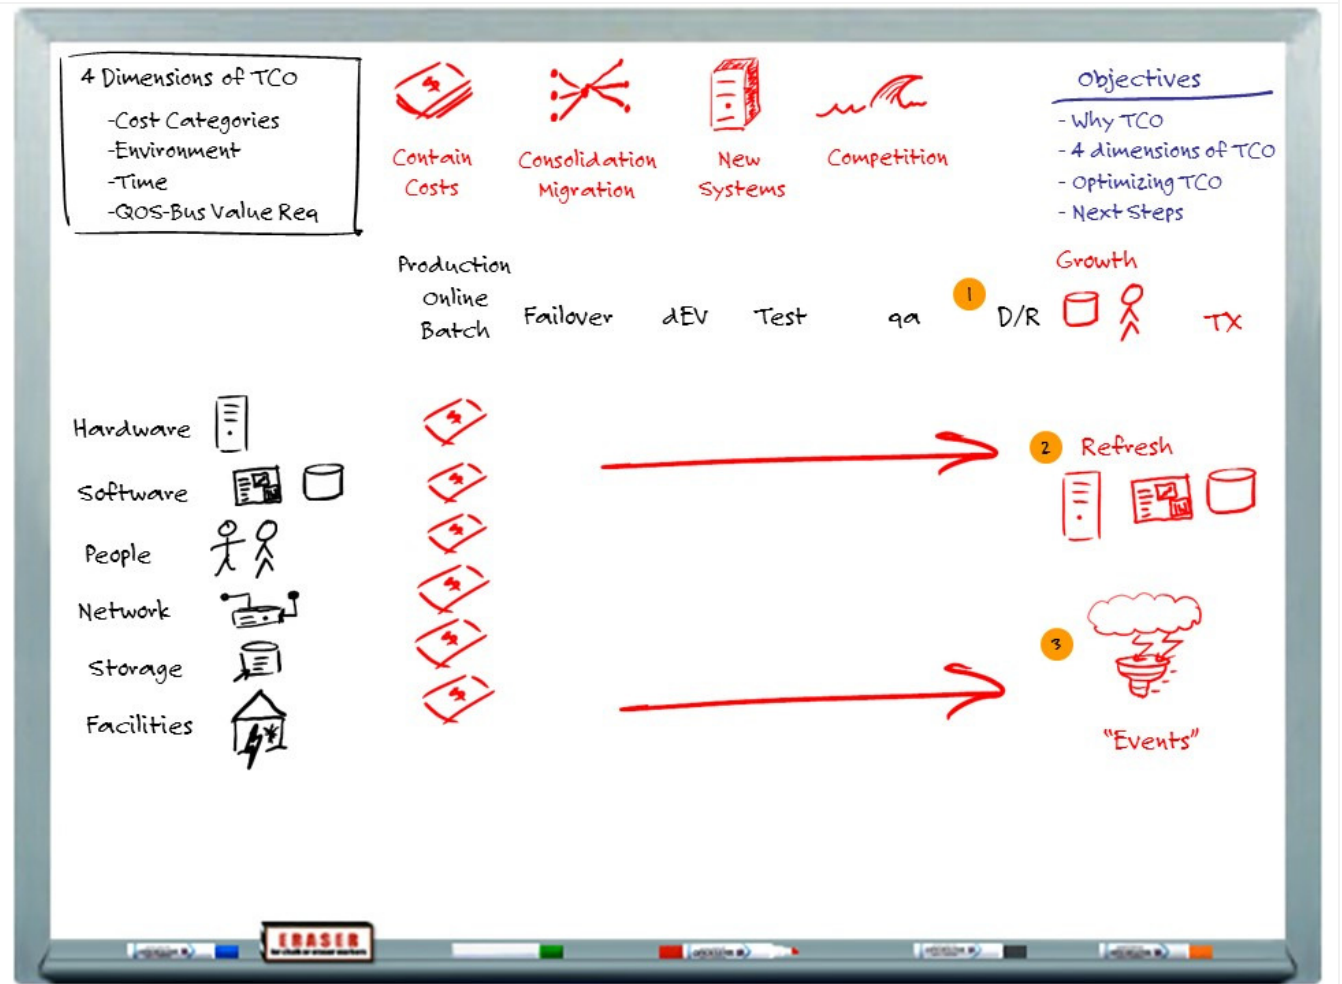 4 Dimensions of TCO
-Cost Categories
-Environment
-Time
-QOS-Bus Value Req
$
Contain
Costs
Consolidation
Migration
New
Systems
Competition
Objectives
- Why TCO
- 4 dimensions of TCO
- Optimizing TCO
- Next Steps
Production
Online
Batch
Failover
dEV
Test
qa
1
D/R
Growth
TX
Hardware
$
2
Refresh
Software
$
People
$
Network
$
Storage
$
3
Facilities
$
"Events"
ERASER